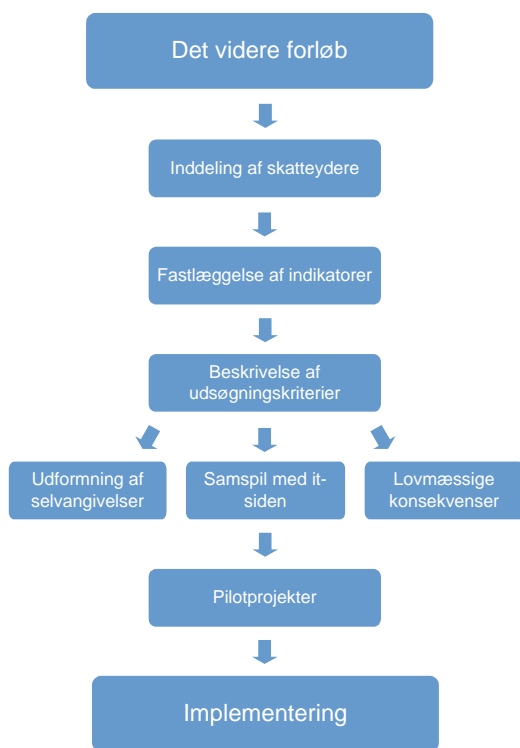 Det videre forløb
Inddeling af skatteydere
Fastlæggelse af indikatorer
Beskrivelse af
udsøgningskriterier
Udformning af
selvangivelser
Samspil med it-
siden
Lovmæssige
konsekvenser
Pilotprojekter
Implementering